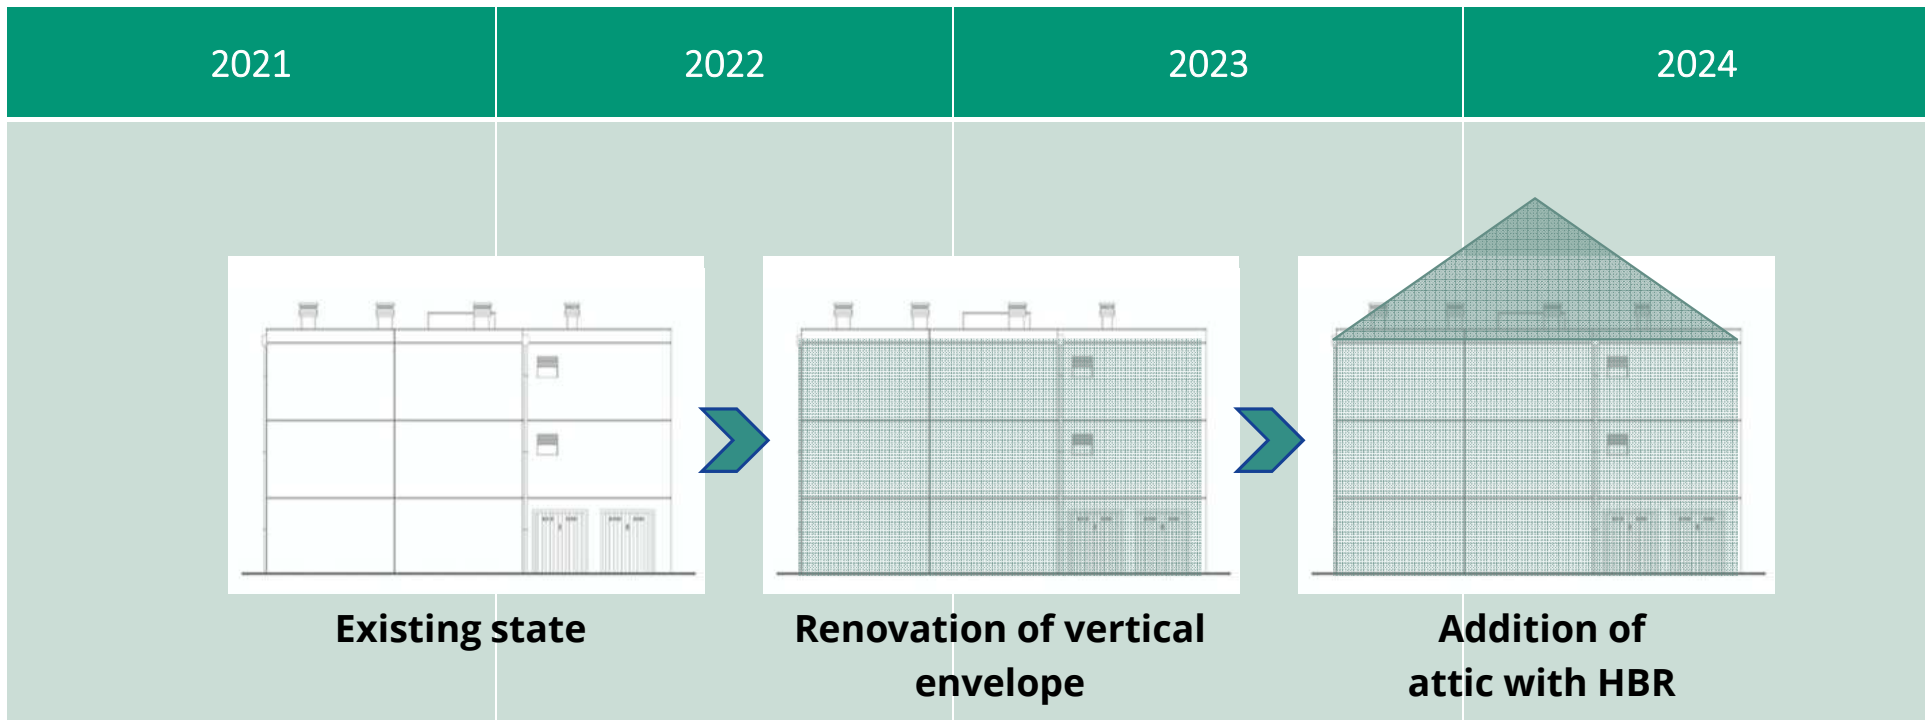 2021 2022 2023 2024
Existing state
Renovation of vertical
envelope
Addition of
attic with HBR